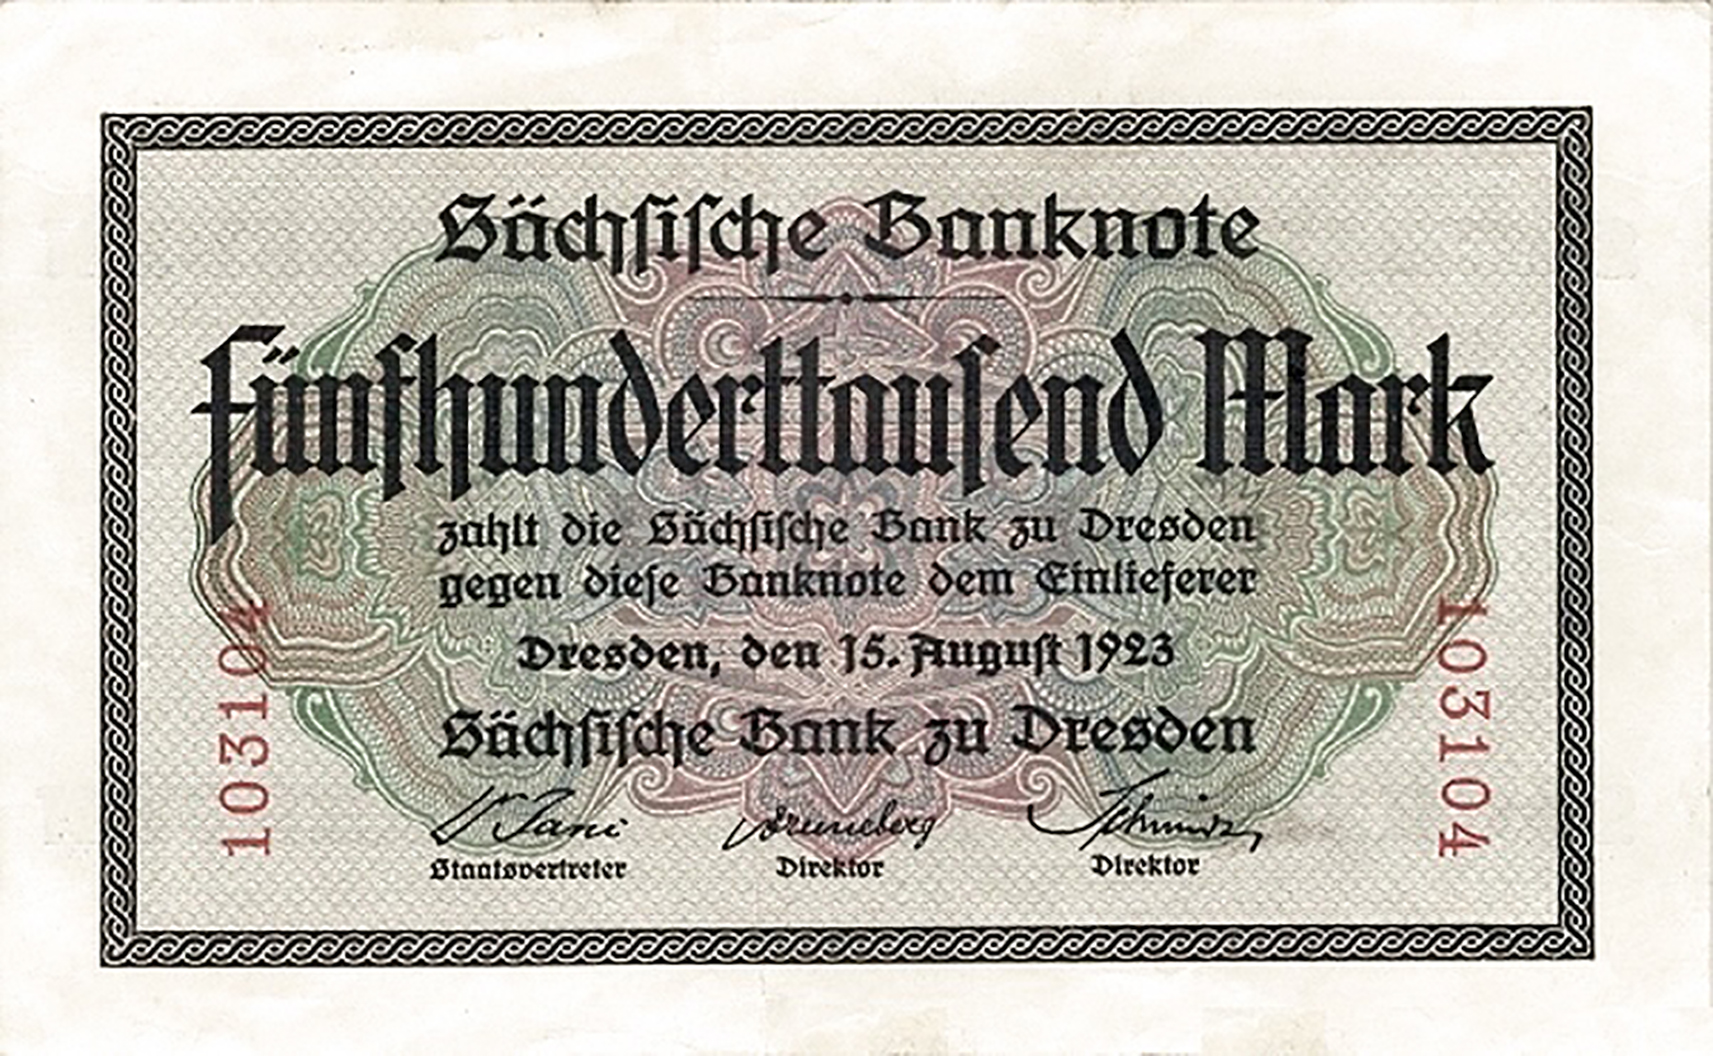 Sächsische Banknote
Fünfhunderttausend Mark
zahlt die Sächsische Bank zu Dresden
gegen diese Banknote dem Einlieferer
Dresden, den 15. August 1923
Sächsische Bank zu Dresden
Staatsvertreter Direktor Direktor
103104
103104